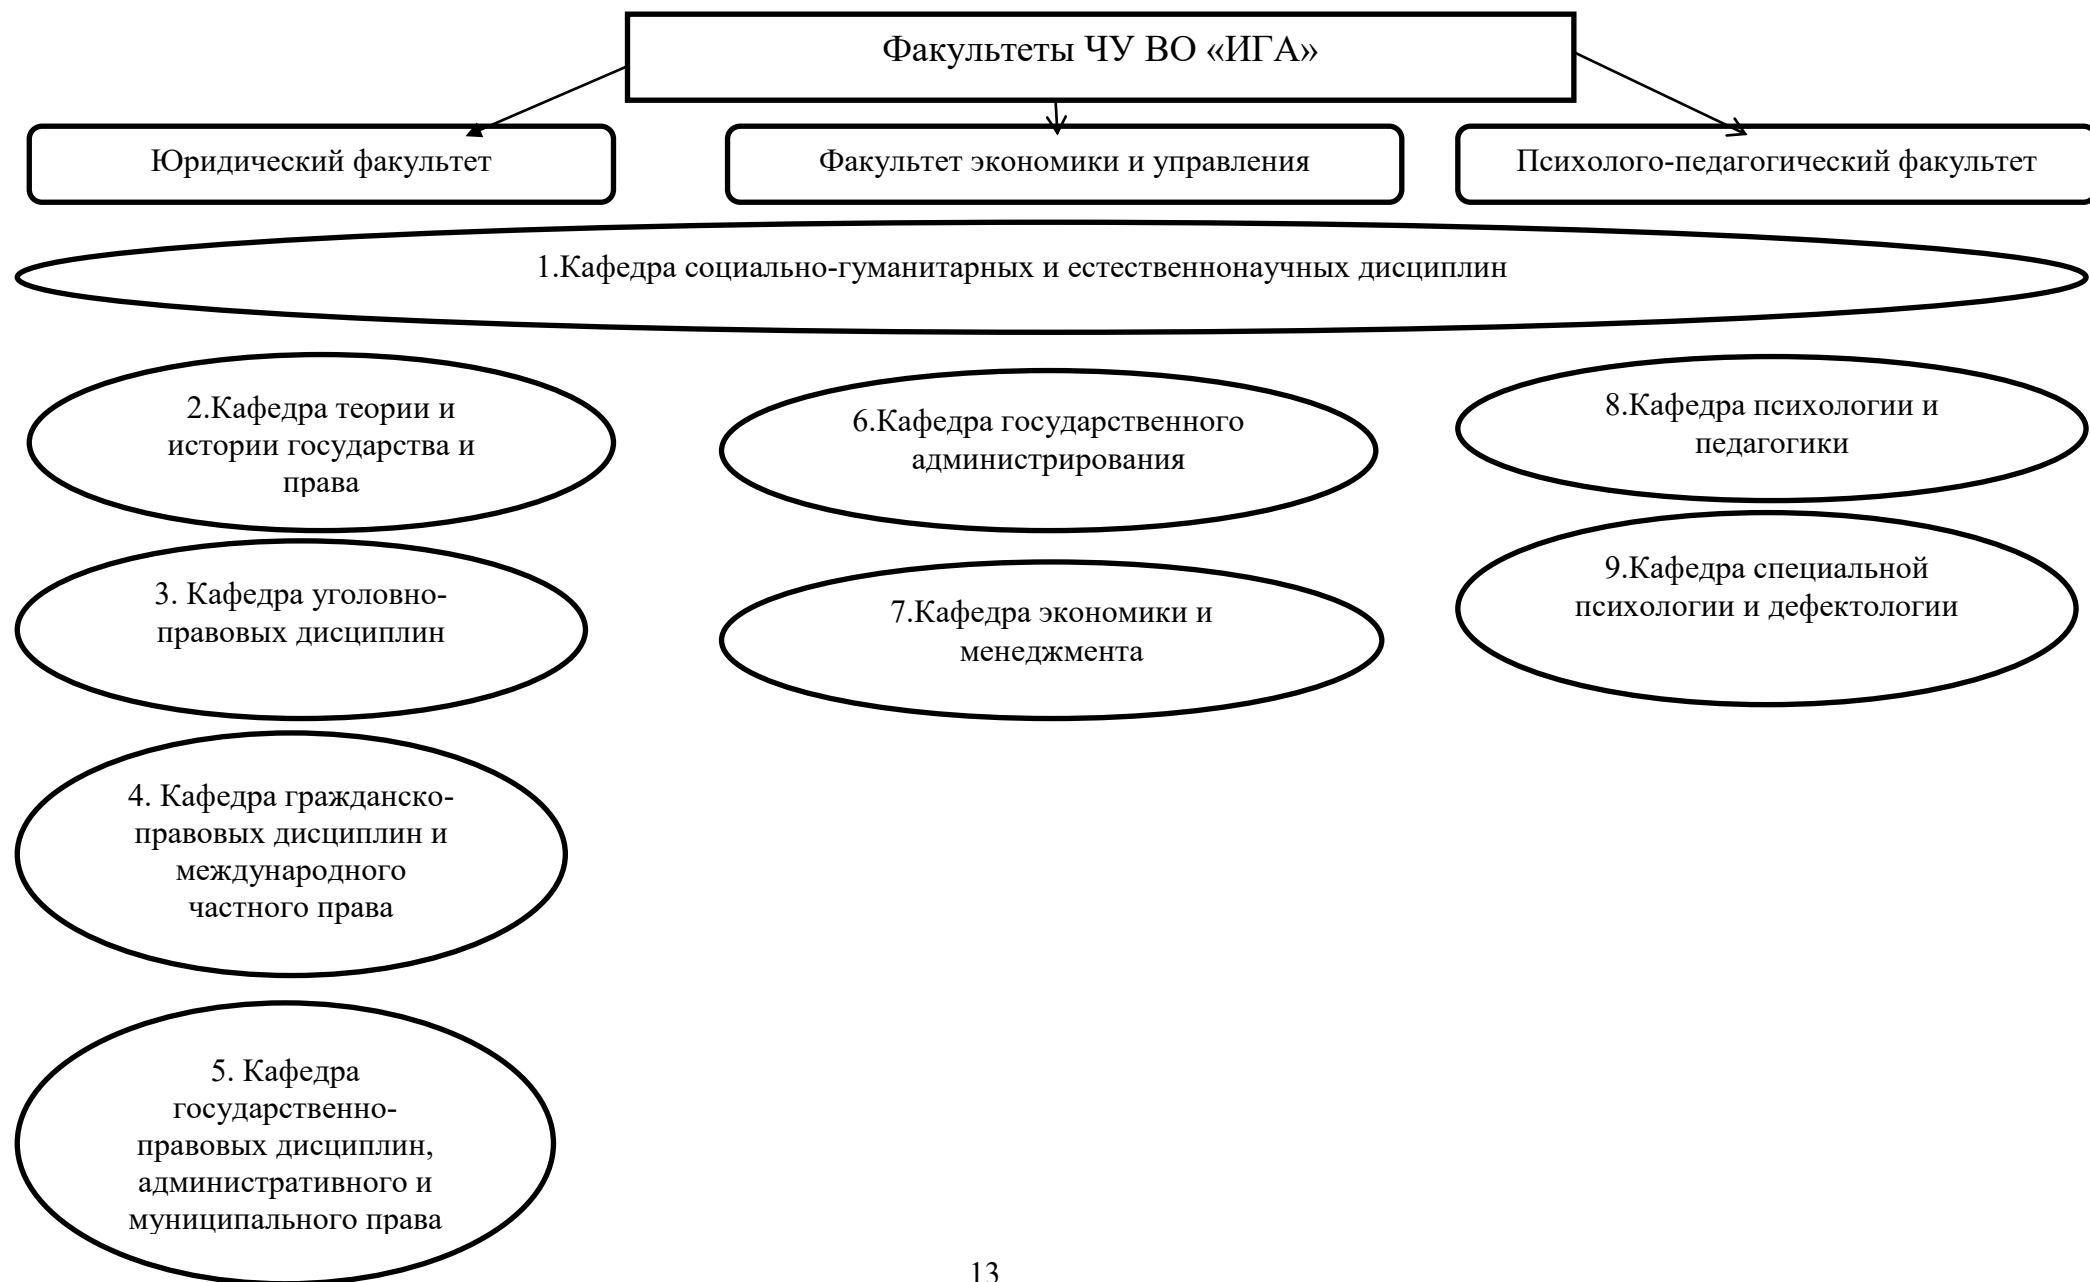 Факультеты ЧУ ВО «ИГА»
Юридический факультет
Факультет экономики и управления
Психолого-педагогический факультет
1.Кафедра социально-гуманитарных и естественнонаучных дисциплин
2.Кафедра теории и
истории государства и
права
3. Кафедра уголовно-
правовых дисциплин
4. Кафедра гражданско-
правовых дисциплин и
международного
частного права
5. Кафедра
государственно-
правовых дисциплин,
административного и
муниципального права
6.Кафедра государственного
администрирования
7.Кафедра экономики и
менеджмента
8.Кафедра психологии и
педагогики
9.Кафедра специальной
психологии и дефектологии
13